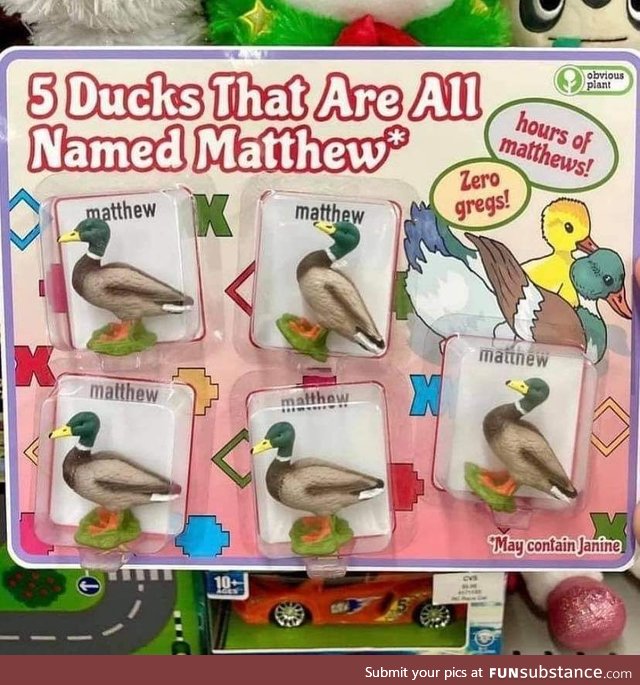 obvious
plant
5 Ducks That Are All
Named Matthew*
hours of
matthews!
Zero
gregs!
matthew
matthew
matthew
matthew
matthew
*May contain Janine
10+
AGES
CVS
Submit your pics at FUNsubstance.com